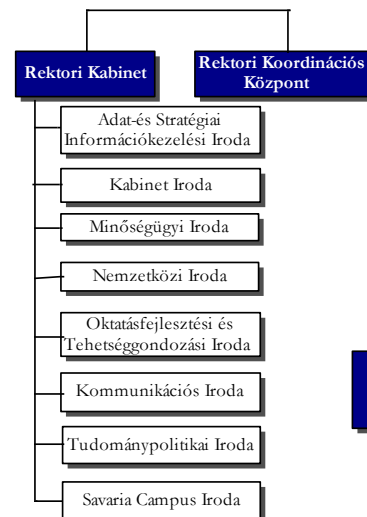 Rektori Kabinet
Rektori Koordinációs
Központ
Adat-és Stratégiai
Információkezelési Iroda
Kabinet Iroda
Minőségügyi Iroda
Nemzetközi Iroda
Oktatásfejlesztési és
Tehetséggondozási Iroda
Kommunikációs Iroda
Tudománypolitikai Iroda
Savaria Campus Iroda